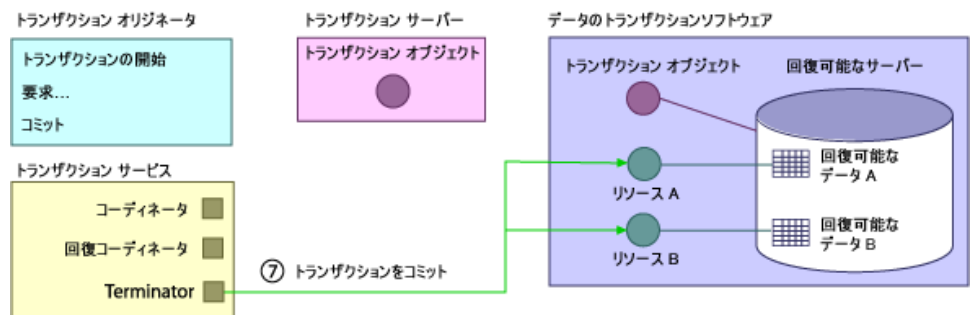 トランザクション オリジネータ
トランザクションの開始
要求...
コミット
トランザクション サーバー
トランザクション オブジェクト
データのトランザクションソフトウェア
トランザクション オブジェクト
回復可能なサーバー
回復可能な
データ A
リソース A
回復可能な
データ B
リソース B
トランザクション サービス
コーディネータ
回復コーディネータ
Terminator
⑦ トランザクションをコミット